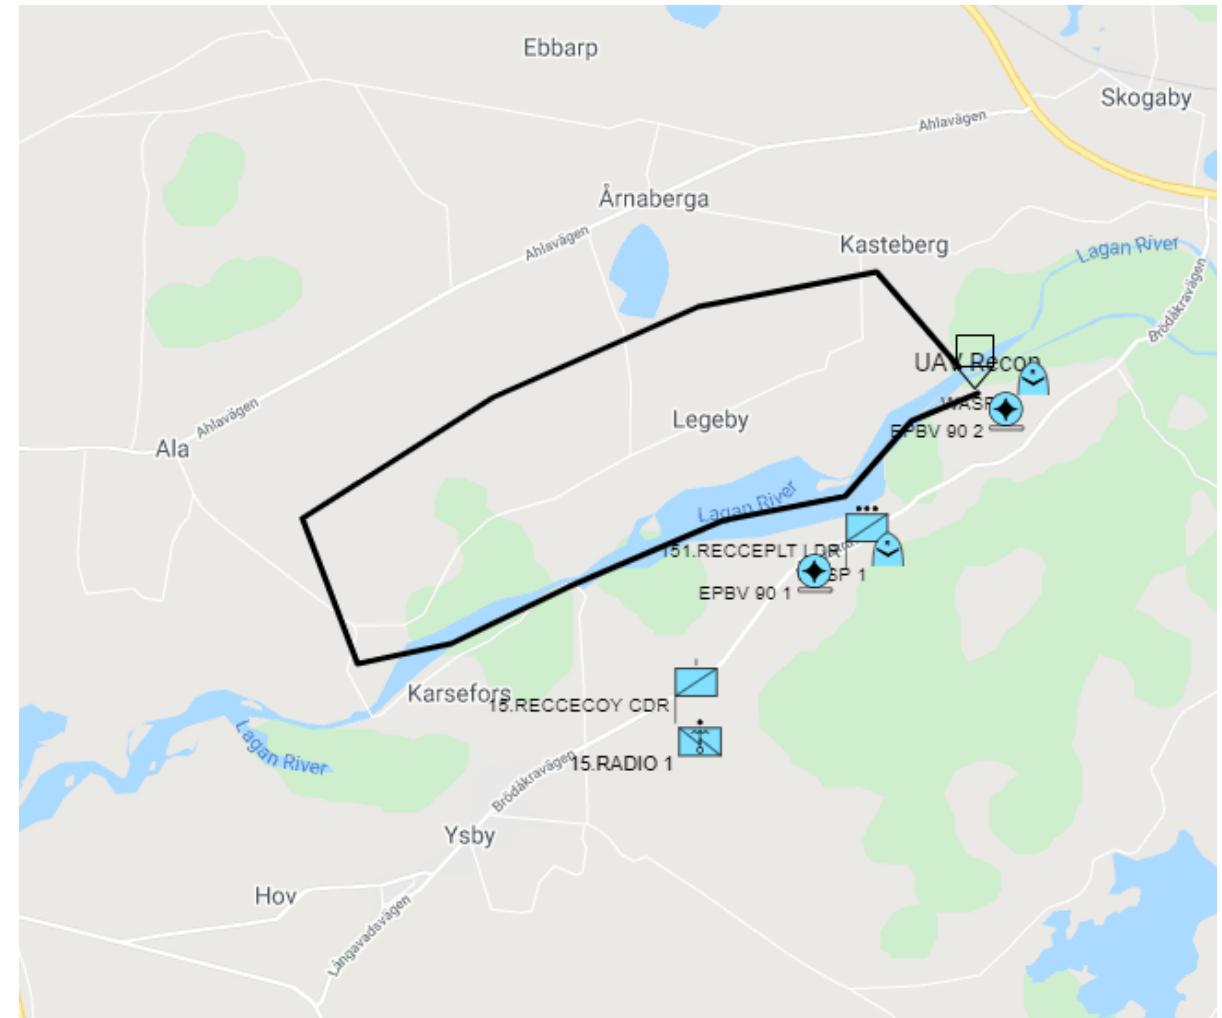 Ebbarp
Skogaby
Ahlavägen
Årnaberga
Ahlavägen
Kasteberg
Lagan River
Brödåkravägen
UAV Recon
Ahlavägen
Ala
Legeby
EPBV 90 2
Lagan River
151.RECCEPLT LDR
EPBV 90 1
Karsefors
15.RECCECOY CDR
Lagan River
15.RADIO 1
Brödåkravägen
Ysby
Hov
Långavadsvägen